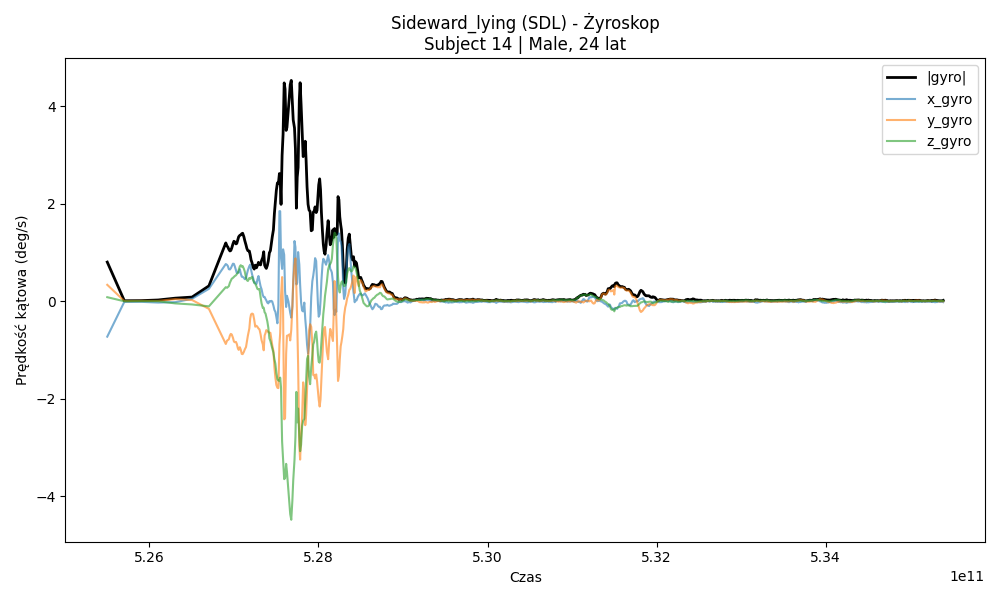 Sideward_lying (SDL) - Żyroskop
Subject 14 | Male, 24 lat
|gyro|
x_gyro
y_gyro
z_gyro
Prędkość kątowa (deg/s)
4
2
0
−2
−4
5.26 5.28 5.30 5.32 5.34
1e11
Czas